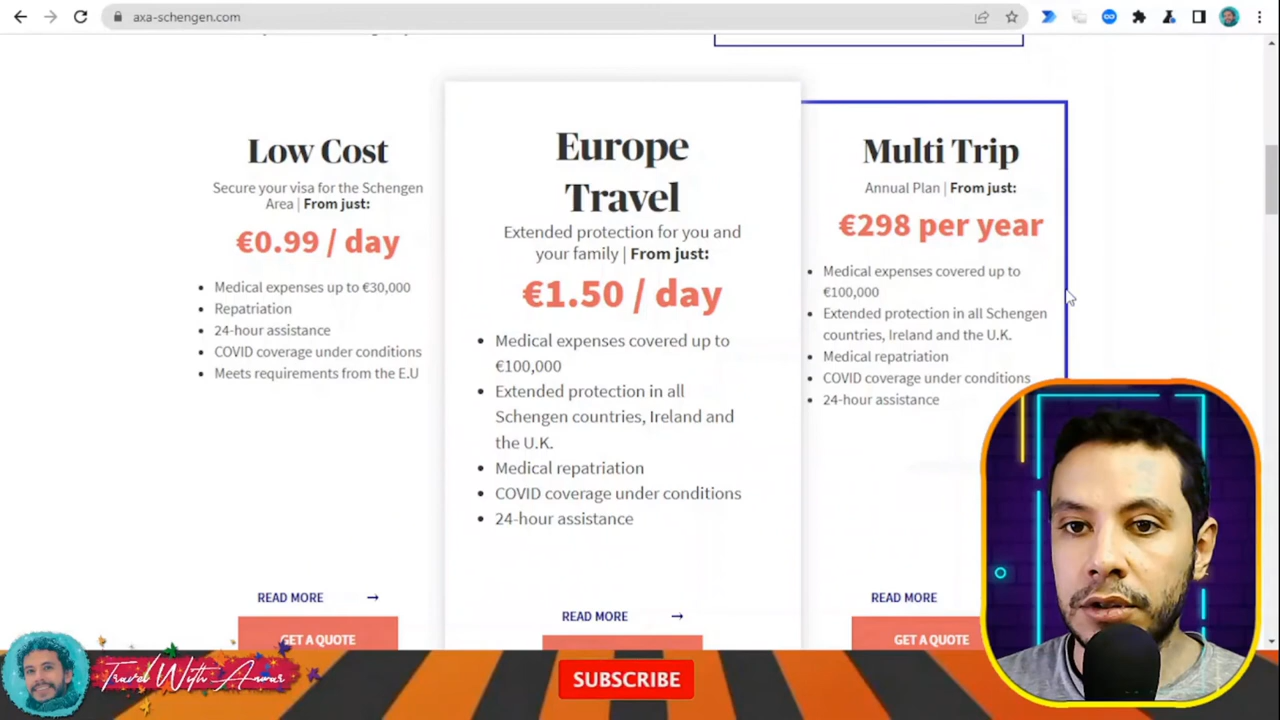 axa-schengen.com
Low Cost
Secure your visa for the Schengen
Area | From just:
€0.99 / day
Medical expenses up to €30,000
Repatriation
24-hour assistance
COVID coverage under conditions
Meets requirements from the E.U
READ MORE
GET A QUOTE
Europe
Travel
Extended protection for you and
your family | From just:
€1.50 / day
Medical expenses covered up to
€100,000
Extended protection in all
Schengen countries, Ireland and
the U.K.
Medical repatriation
COVID coverage under conditions
24-hour assistance
READ MORE
Multi Trip
Annual Plan | From just:
€298 per year
Medical expenses covered up to
€100,000
Extended protection in all Schengen
countries, Ireland and the U.K.
Medical repatriation
COVID coverage under conditions
24-hour assistance
READ MORE
GET A QUOTE
Travel With Anwar
SUBSCRIBE